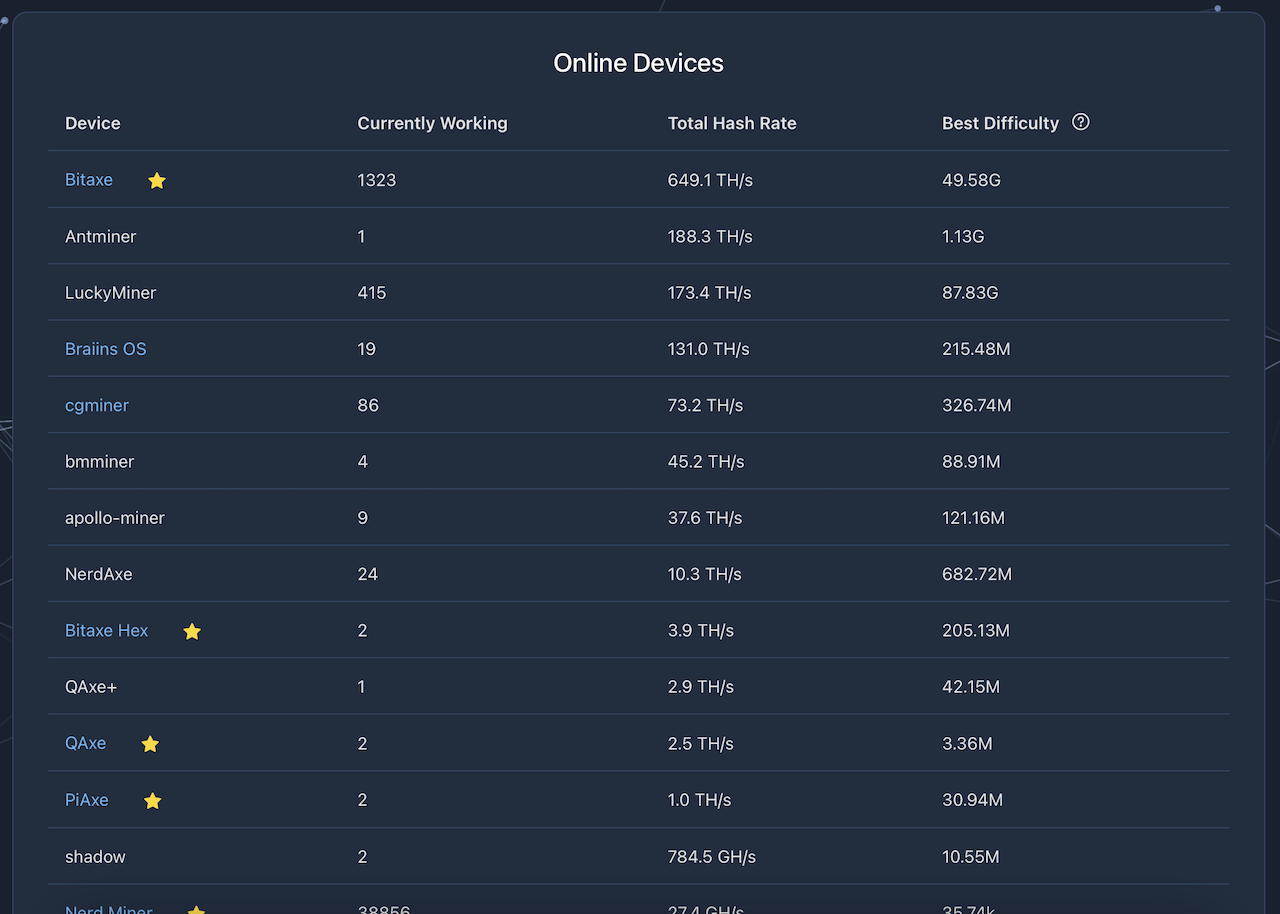 Online Devices
Device Currently Working Total Hash Rate Best Difficulty ?
Bitaxe 1323 649.1 TH/s 49.58G
Antminer 1 188.3 TH/s 1.13G
LuckyMiner 415 173.4 TH/s 87.83G
Braiins OS 19 131.0 TH/s 215.48M
cgminer 86 73.2 TH/s 326.74M
bmminer 4 45.2 TH/s 88.91M
apollo-miner 9 37.6 TH/s 121.16M
NerdAxe 24 10.3 TH/s 682.72M
Bitaxe Hex 2 3.9 TH/s 205.13M
QAxe+ 1 2.9 TH/s 42.15M
QAxe 2 2.5 TH/s 3.36M
PiAxe 2 1.0 TH/s 30.94M
shadow 2 784.5 GH/s 10.55M
Nerd Miner 38856 27.4 GH/s 35.74k